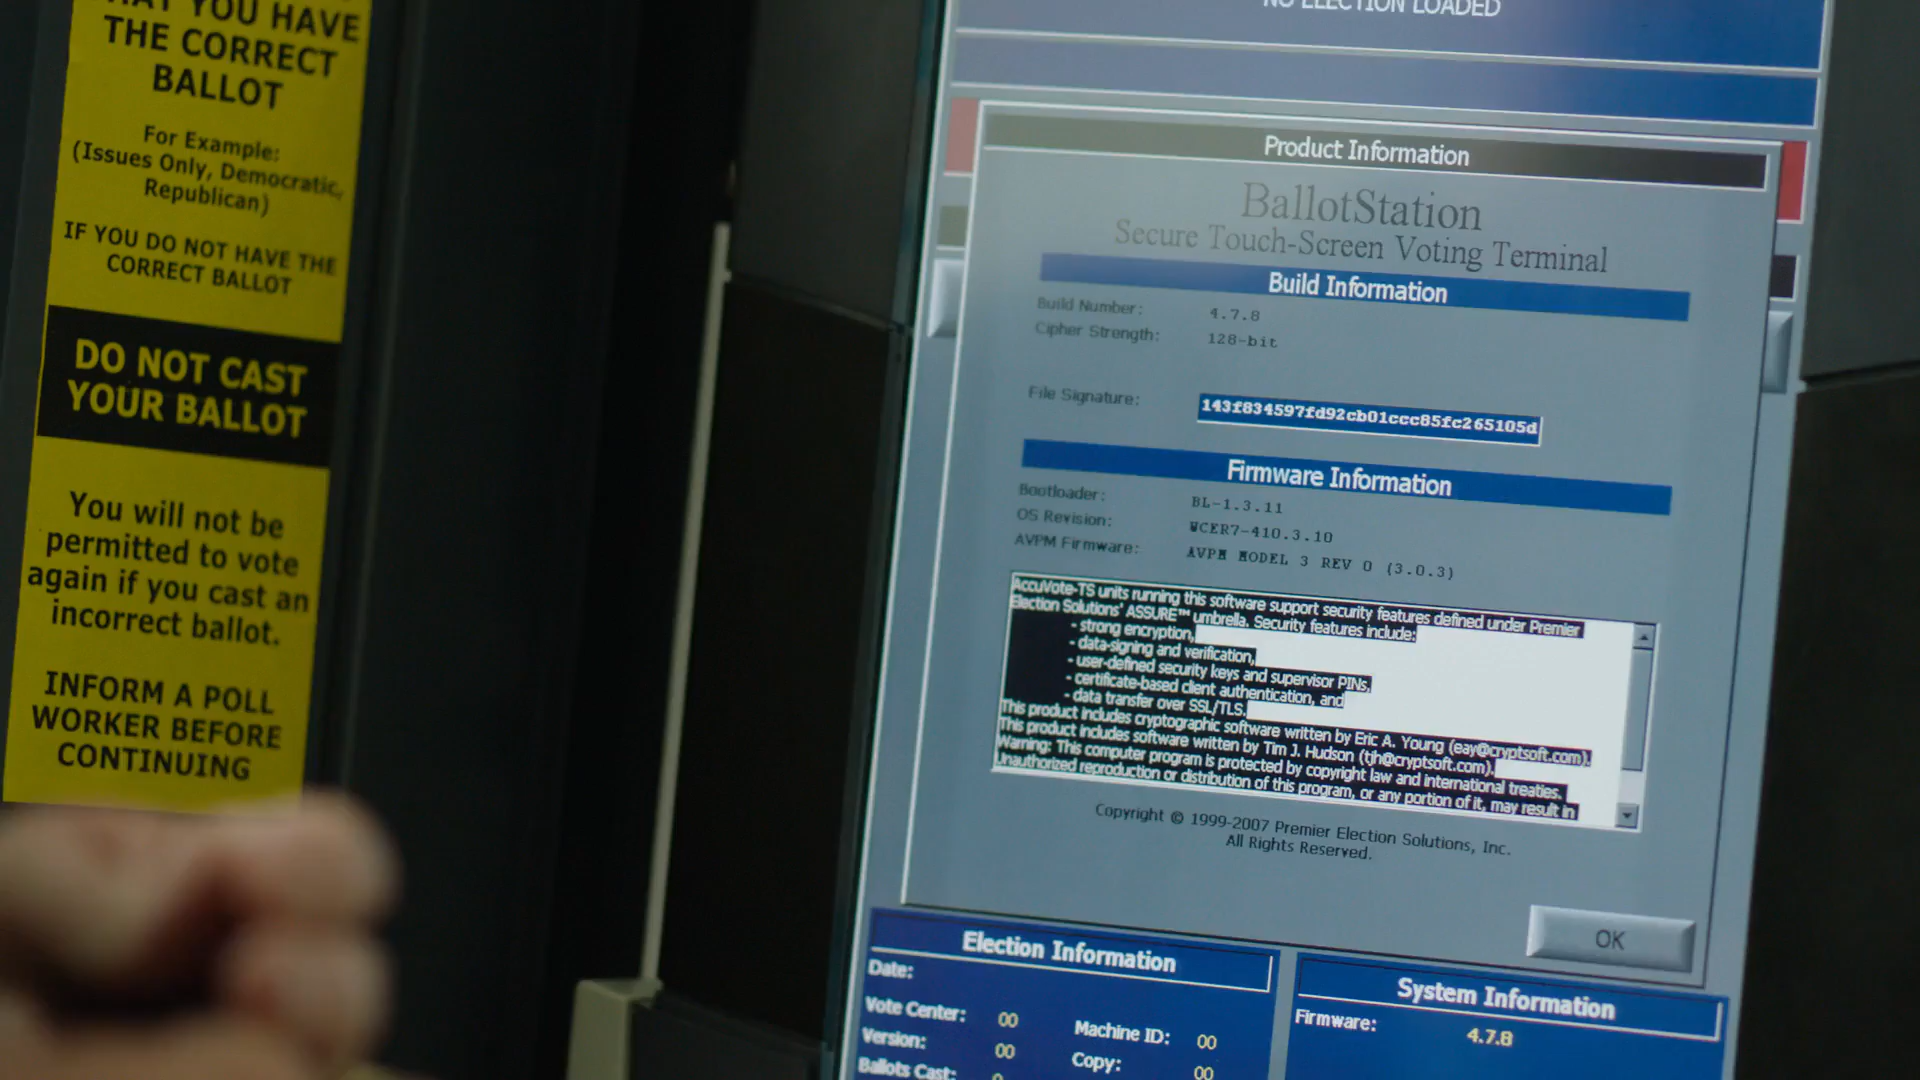 THAT YOU HAVE
THE CORRECT
BALLOT
For Example:
(Issues Only, Democratic,
Republican)
IF YOU DO NOT HAVE THE
CORRECT BALLOT
DO NOT CAST
YOUR BALLOT
You will not be
permitted to vote
again if you cast an
incorrect ballot.
INFORM A POLL
WORKER BEFORE
CONTINUING
NO ELECTION LOADED
Product Information
BallotStation
Secure Touch-Screen Voting Terminal
Build Information
Build Number: 4.7.8
Cipher Strength: 128-bit
File Signature: 143f834597fd92cb01ccc85fc265105d
Firmware Information
Bootloader: BL-1.3.11
OS Revision: WCER7-410.3.10
AVPM Firmware: AVPM MODEL 3 REV 0 (3.0.3)
AccuVote-TS units running this software support security features defined under Premier
Election Solutions' ASSURE™ umbrella. Security features include:
- strong encryption,
- data-signing and verification,
- user-defined security keys and supervisor PINs,
- certificate-based client authentication, and
- data transfer over SSL/TLS.
This product includes cryptographic software written by Eric A. Young (eay@cryptsoft.com).
This product includes software written by Tim J. Hudson (tjh@cryptsoft.com).
Warning: This computer program is protected by copyright law and international treaties.
Unauthorized reproduction or distribution of this program, or any portion of it, may result in
Copyright © 1999-2007 Premier Election Solutions, Inc.
All Rights Reserved.
OK
Election Information
Date:
Vote Center: 00
Machine ID: 00
Version: 00
Copy: 00
Ballots Cast: 0
System Information
Firmware: 4.7.8